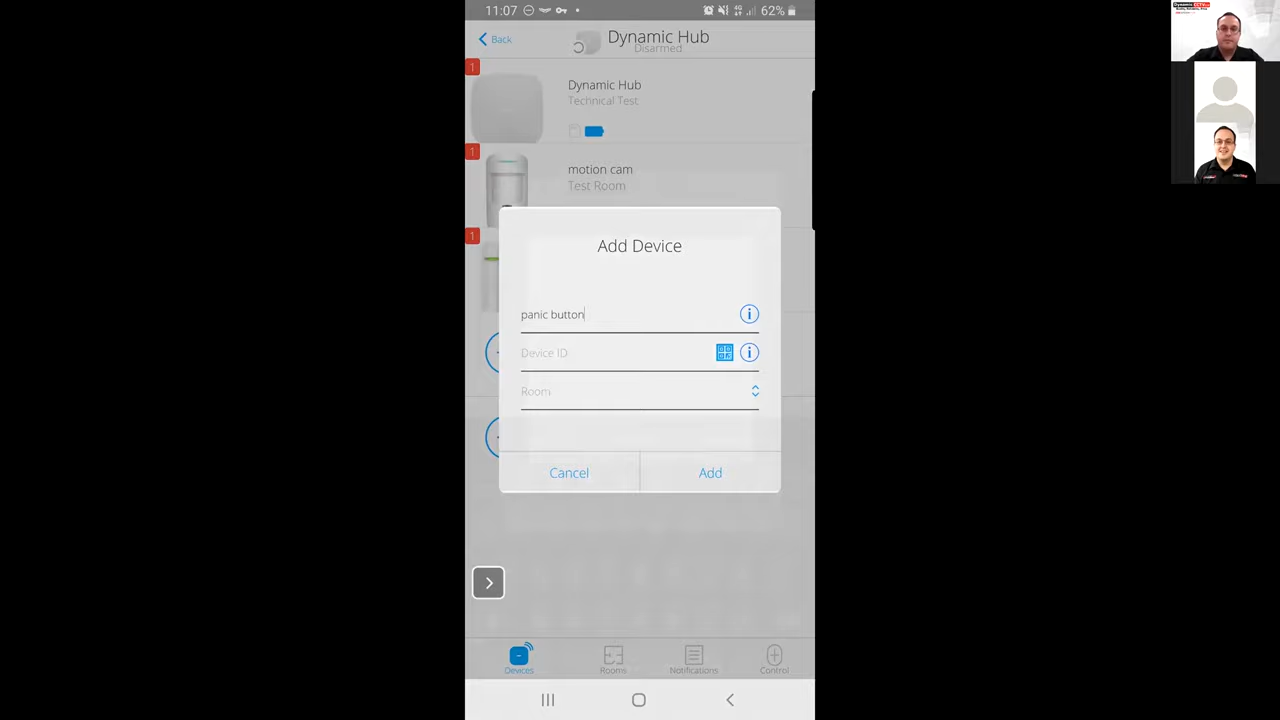 11:07
62%
Back
Dynamic Hub
Disarmed
1
Dynamic Hub
Technical Test
1
motion cam
Test Room
1
Add Device
panic button
Device ID
Room
Cancel
Add
Devices
Rooms
Notifications
Control